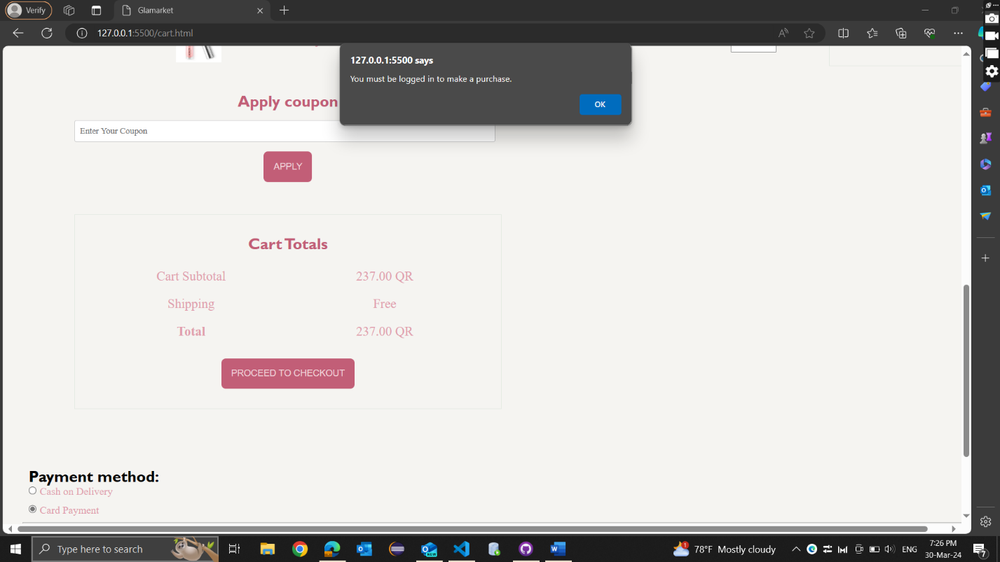 Verify
Glamarket
127.0.0.1:5500/cart.html
127.0.0.1:5500 says
You must be logged in to make a purchase.
OK
Apply coupon
Enter Your Coupon
APPLY
Cart Totals
Cart Subtotal 237.00 QR
Shipping Free
Total 237.00 QR
PROCEED TO CHECKOUT
Payment method:
Cash on Delivery
Card Payment
Type here to search
1
78°F Mostly cloudy
ENG
7:26 PM
30-Mar-24
7
NEW